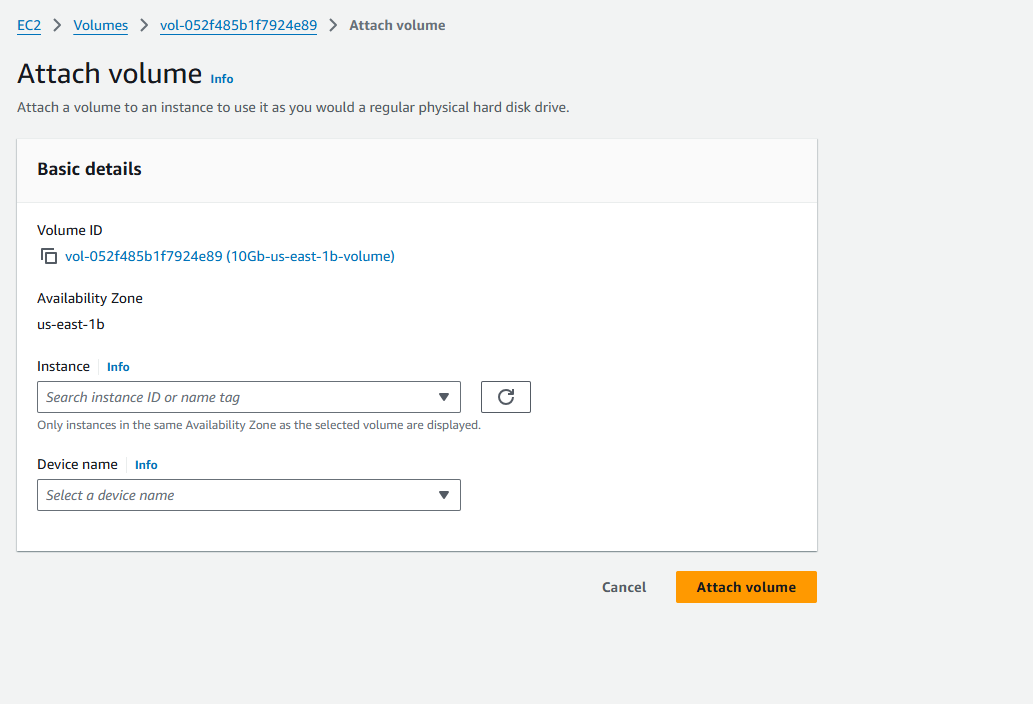 EC2 > Volumes > vol-052f485b1f7924e89 > Attach volume
Attach volume Info
Attach a volume to an instance to use it as you would a regular physical hard disk drive.
Basic details
Volume ID
vol-052f485b1f7924e89 (10Gb-us-east-1b-volume)
Availability Zone
us-east-1b
Instance Info
Search instance ID or name tag
Only instances in the same Availability Zone as the selected volume are displayed.
Device name Info
Select a device name
Cancel Attach volume